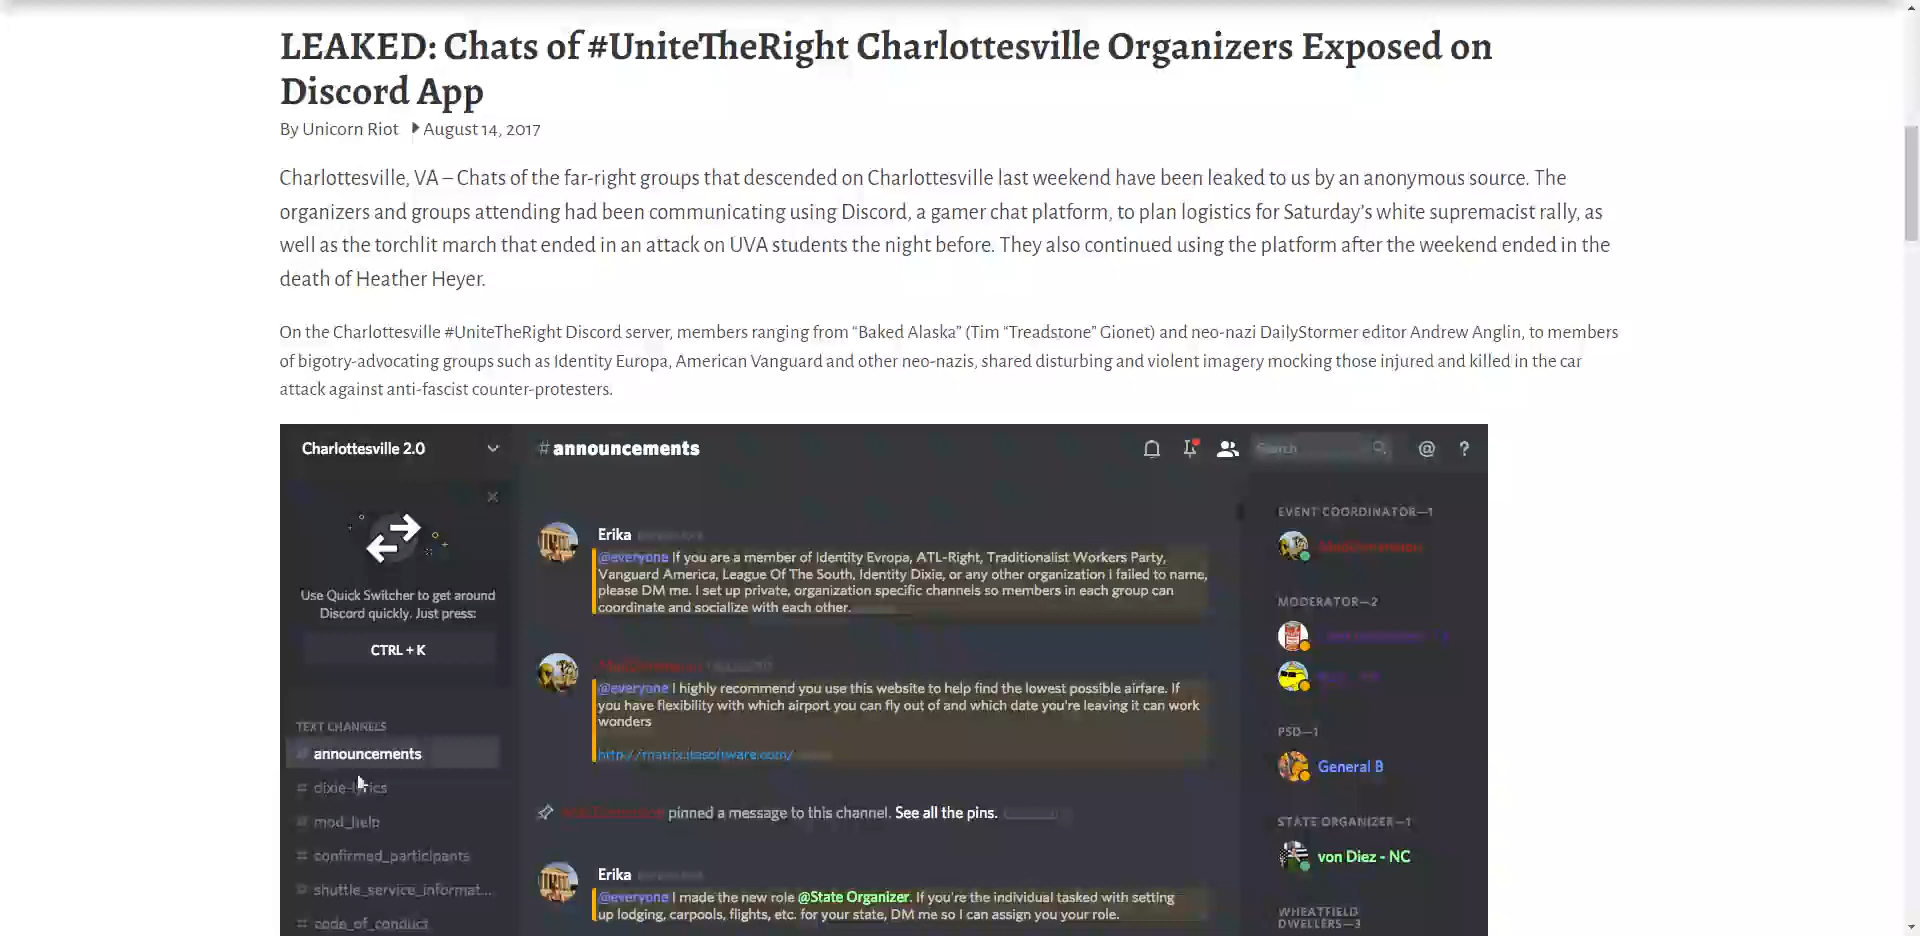 LEAKED: Chats of #UniteTheRight Charlottesville Organizers Exposed on
Discord App
By Unicorn Riot August 14, 2017
Charlottesville, VA – Chats of the far-right groups that descended on Charlottesville last weekend have been leaked to us by an anonymous source. The
organizers and groups attending had been communicating using Discord, a gamer chat platform, to plan logistics for Saturday's white supremacist rally, as
well as the torchlit march that ended in an attack on UVA students the night before. They also continued using the platform after the weekend ended in the
death of Heather Heyer.
On the Charlottesville #UniteTheRight Discord server, members ranging from “Baked Alaska” (Tim “Treadstone” Gionet) and neo-nazi DailyStormer editor Andrew Anglin, to members
of bigotry-advocating groups such as Identity Europa, American Vanguard and other neo-nazis, shared disturbing and violent imagery mocking those injured and killed in the car
attack against anti-fascist counter-protesters.
Charlottesville 2.0
Use Quick Switcher to get around
Discord quickly. Just press:
CTRL + K
TEXT CHANNELS
# announcements
# dixie-lyrics
# mod_help
# confirmed_participants
# shuttle_service_informat...
# code_of_conduct
#announcements
Search
@ ?
Erika
@everyone If you are a member of Identity Evropa, ATL-Right, Traditionalist Workers Party,
Vanguard America, League Of The South, Identity Dixie, or any other organization I failed to name,
please DM me. I set up private, organization specific channels so members in each group can
coordinate and socialize with each other.
@everyone I highly recommend you use this website to help find the lowest possible airfare. If
you have flexibility with which airport you can fly out of and which date you're leaving it can work
wonders
http://matrix.itasoftware.com/
pinned a message to this channel. See all the pins.
Erika
@everyone I made the new role @State Organizer. If you're the individual tasked with setting
up lodging, carpools, flights, etc. for your state, DM me so I can assign you your role.
EVENT COORDINATOR—1
MadDimension
MODERATOR—2
PSD—1
General B
STATE ORGANIZER—1
von Diez - NC
WHEATFIELD
DWELLERS—3